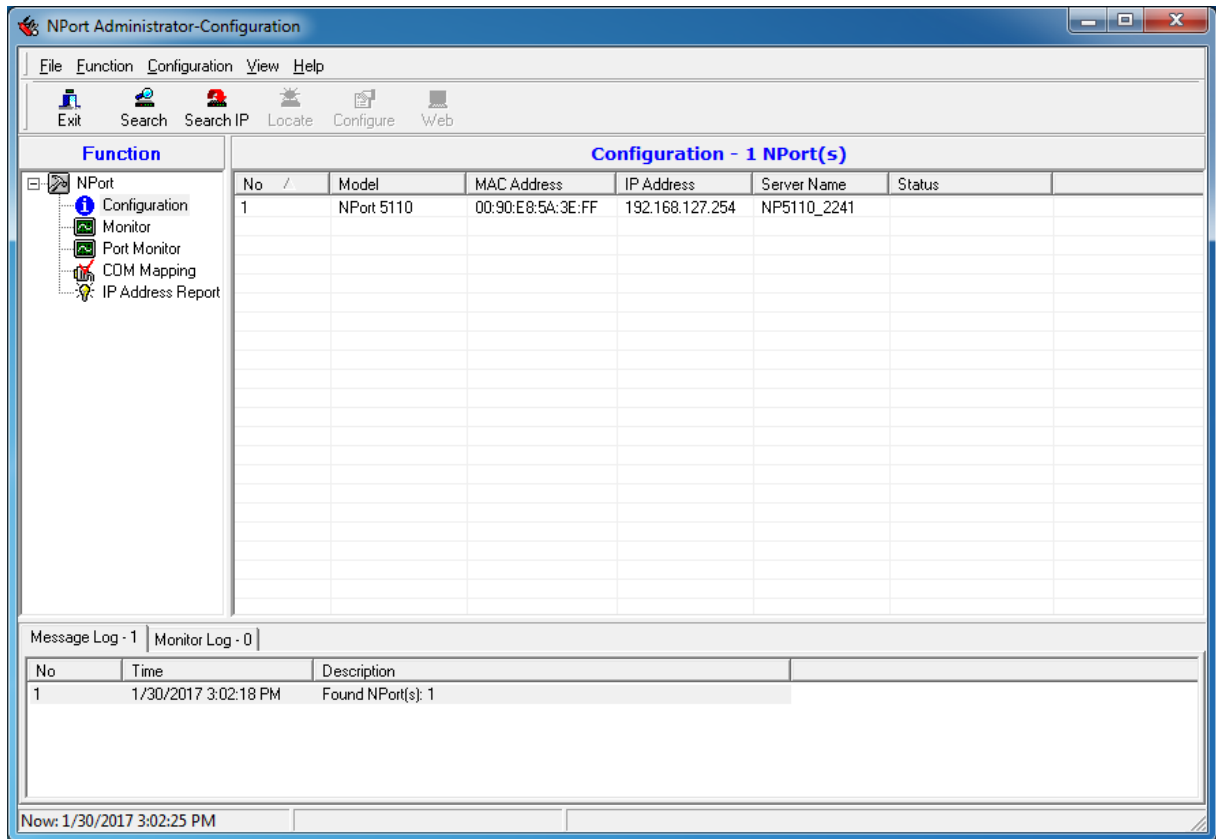 NPort Administrator-Configuration
File Function Configuration View Help
Exit Search Search IP Locate Configure Web
Function
Configuration - 1 NPort(s)
NPort
Configuration
Monitor
Port Monitor
COM Mapping
IP Address Report
No Model MAC Address IP Address Server Name Status
1 NPort 5110 00:90:E8:5A:3E:FF 192.168.127.254 NP5110_2241
Message Log - 1 Monitor Log - 0
No Time Description
1 1/30/2017 3:02:18 PM Found NPort(s): 1
Now: 1/30/2017 3:02:25 PM